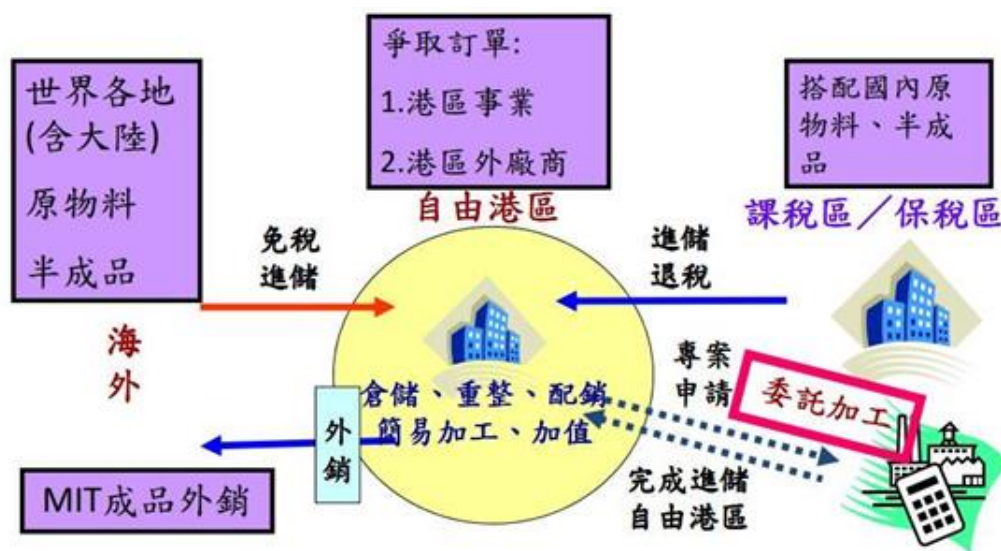 世界各地
(含大陸)
原物料
半成品
海
外
爭取訂單:
1.港區事業
2.港區外廠商
自由港區
搭配國內原
物料、半成
品
課稅區／保稅區
免稅
進儲
進儲
退稅
倉儲、重整、配銷
簡易加工、加值
專案
申請
委託加工
外
銷
完成進儲
自由港區
MIT成品外銷